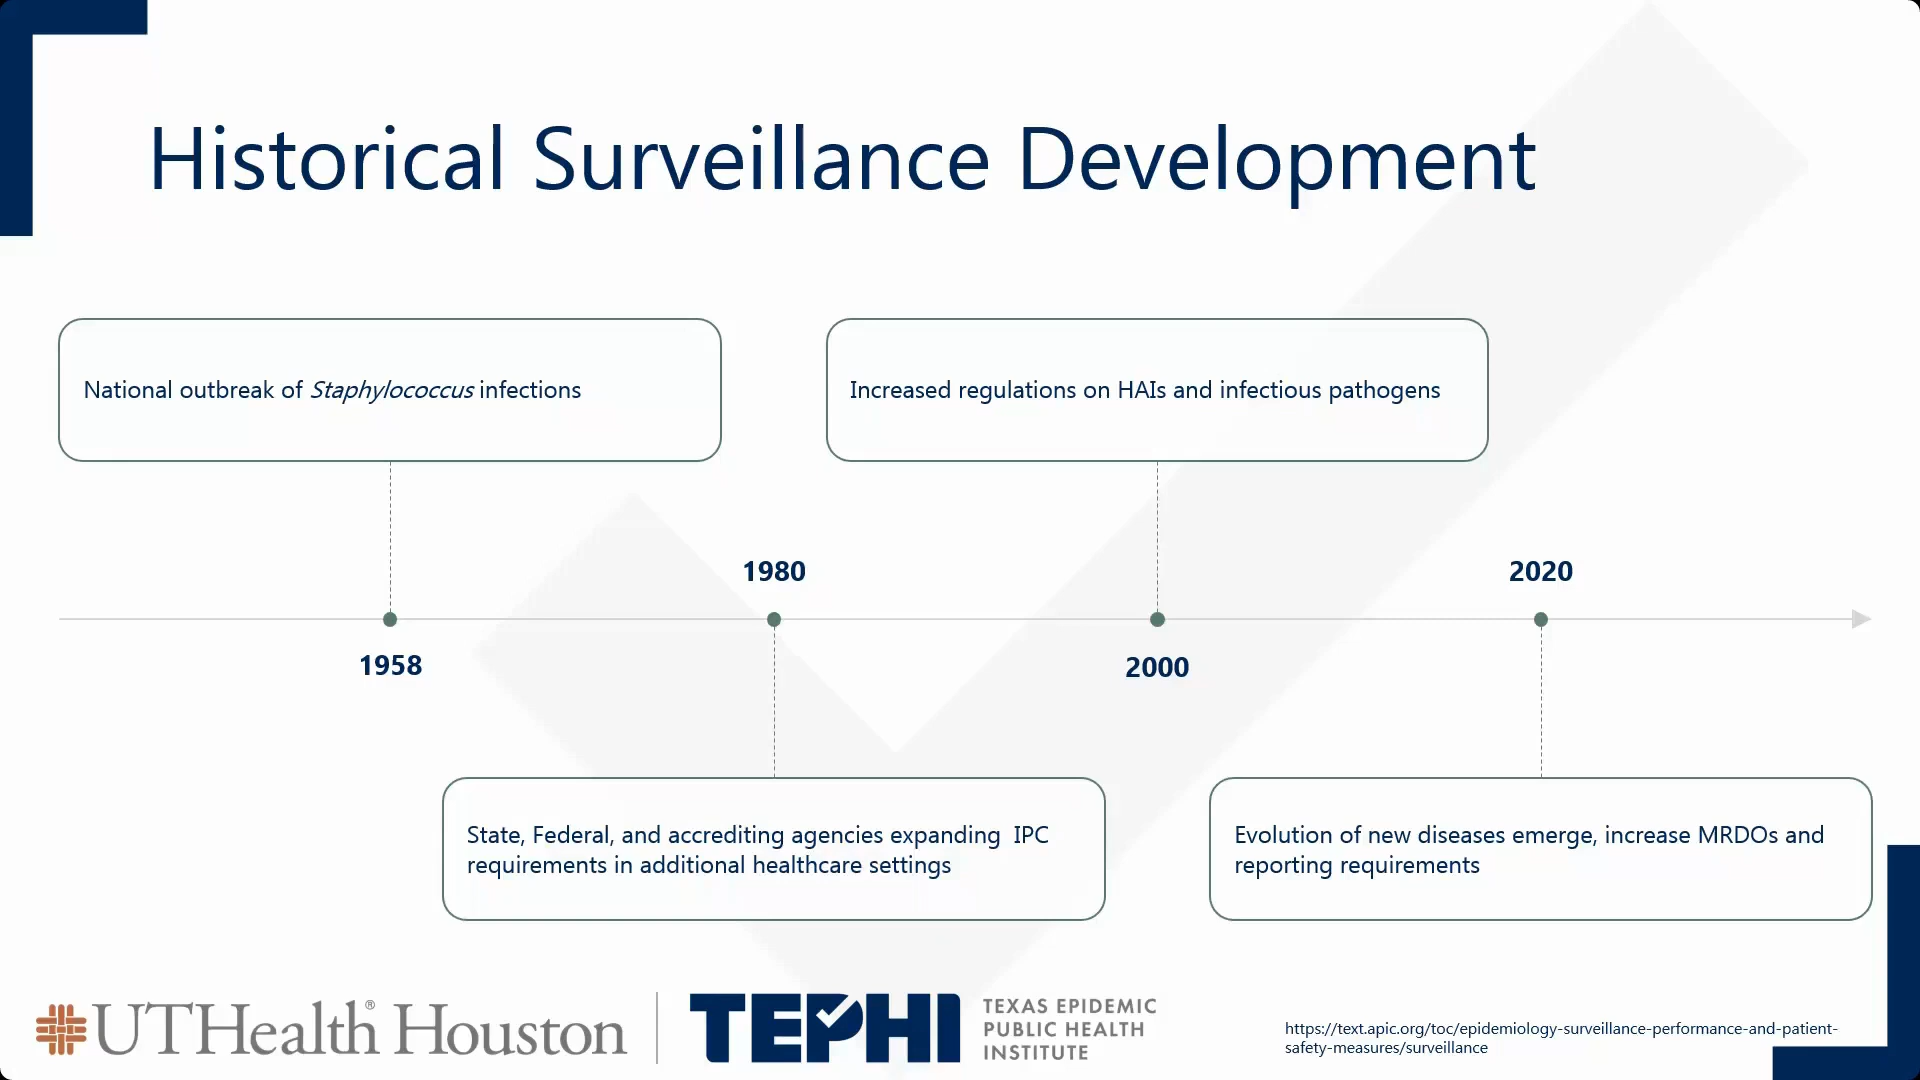 Historical Surveillance Development
National outbreak of Staphylococcus infections
Increased regulations on HAIs and infectious pathogens
1980
2020
1958
2000
State, Federal, and accrediting agencies expanding  IPC
requirements in additional healthcare settings
Evolution of new diseases emerge, increase MRDOs and
reporting requirements
UTHealth® Houston
TEPHI
TEXAS EPIDEMIC
PUBLIC HEALTH
INSTITUTE
https://text.apic.org/toc/epidemiology-surveillance-performance-and-patient-
safety-measures/surveillance